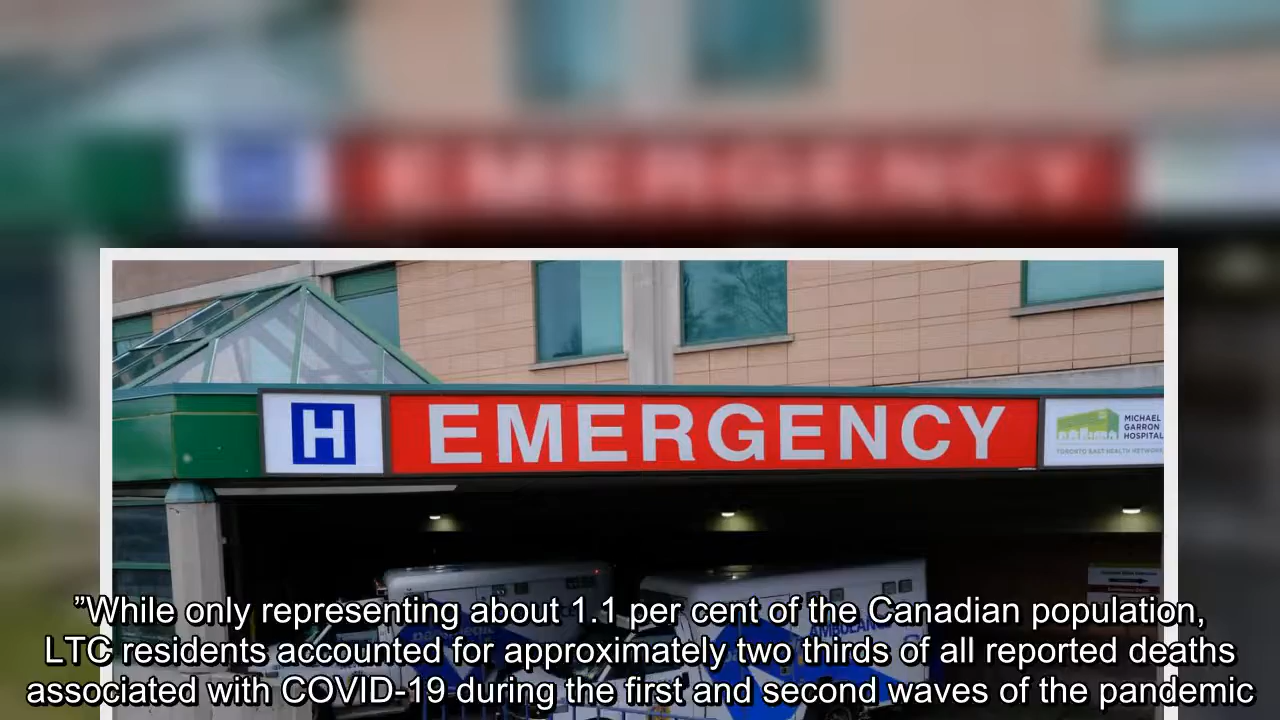 EMERGENCY
H EMERGENCY
MICHAEL
GARRON
HOSPITAL
TORONTO EAST HEALTH NETWORK
”While only representing about 1.1 per cent of the Canadian population,
LTC residents accounted for approximately two thirds of all reported deaths
associated with COVID-19 during the first and second waves of the pandemic